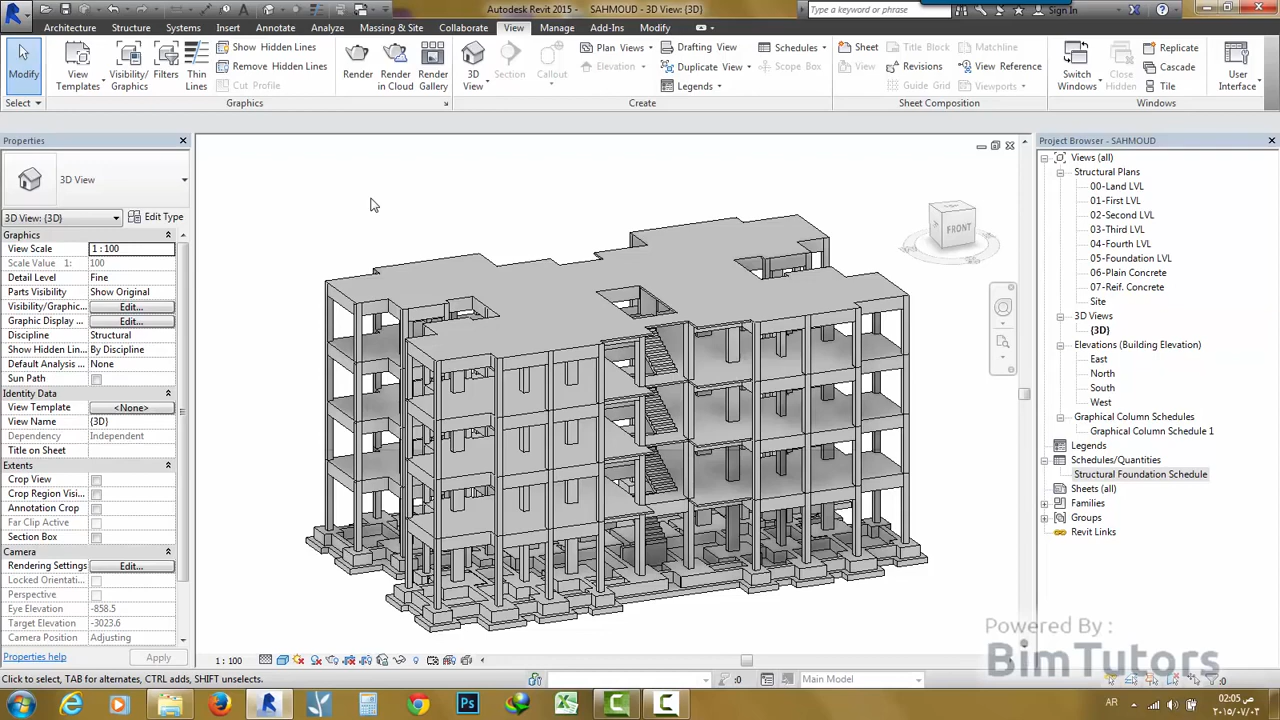 Autodesk Revit 2015 - SAHMOUD - 3D View: {3D}
Type a keyword or phrase
Sign In
Architecture Structure Systems Insert Annotate Analyze Massing & Site Collaborate View Manage Add-Ins Modify
Modify
View Templates
Visibility/ Graphics
Filters
Thin Lines
Show Hidden Lines
Remove Hidden Lines
Cut Profile
Render
Render in Cloud
Render Gallery
3D View
Section
Callout
Plan Views
Elevation
Drafting View
Duplicate View
Legends
Schedules
Scope Box
Sheet
View
Title Block
Revisions
Guide Grid
Matchline
View Reference
Viewports
Switch Windows
Close Hidden
Replicate
Cascade
Tile
User Interface
Select
Graphics
Create
Sheet Composition
Windows
Properties
3D View
3D View: {3D}
Edit Type
Graphics
View Scale 1 : 100
Scale Value 1: 100
Detail Level Fine
Parts Visibility Show Original
Visibility/Graphic... Edit...
Graphic Display ... Edit...
Discipline Structural
Show Hidden Lin... By Discipline
Default Analysis ... None
Sun Path
Identity Data
View Template <None>
View Name {3D}
Dependency Independent
Title on Sheet
Extents
Crop View
Crop Region Visi...
Annotation Crop
Far Clip Active
Section Box
Camera
Rendering Settings Edit...
Locked Orientati...
Perspective
Eye Elevation -858.5
Target Elevation -3023.6
Camera Position Adjusting
Properties help
Apply
FRONT
Project Browser - SAHMOUD
Views (all)
Structural Plans
00-Land LVL
01-First LVL
02-Second LVL
03-Third LVL
04-Fourth LVL
05-Foundation LVL
06-Plain Concrete
07-Reif. Concrete
Site
3D Views
{3D}
Elevations (Building Elevation)
East
North
South
West
Graphical Column Schedules
Graphical Column Schedule 1
Legends
Schedules/Quantities
Structural Foundation Schedule
Sheets (all)
Families
Groups
Revit Links
Powered By :
BimTutors
1 : 100
Click to select, TAB for alternates, CTRL adds, SHIFT unselects.
:0
Main Model
:0
AR
02:05 ص
٢٠١٥/٠٧/٠٣